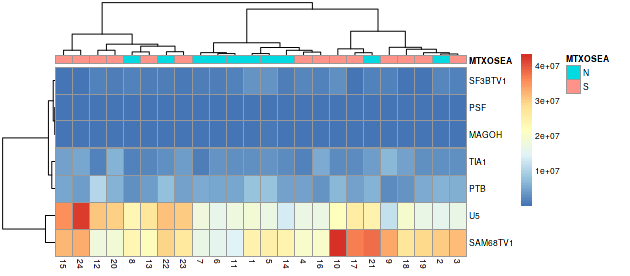 MTXOSEA
SF3BTV1
PSF
MAGOH
TIA1
PTB
U5
SAM68TV1
15 24 12 20 8 13 22 23 7 6 11 1 5 14 4 16 10 17 21 9 18 19 2 3
4e+07
3e+07
2e+07
1e+07
MTXOSEA
N
S